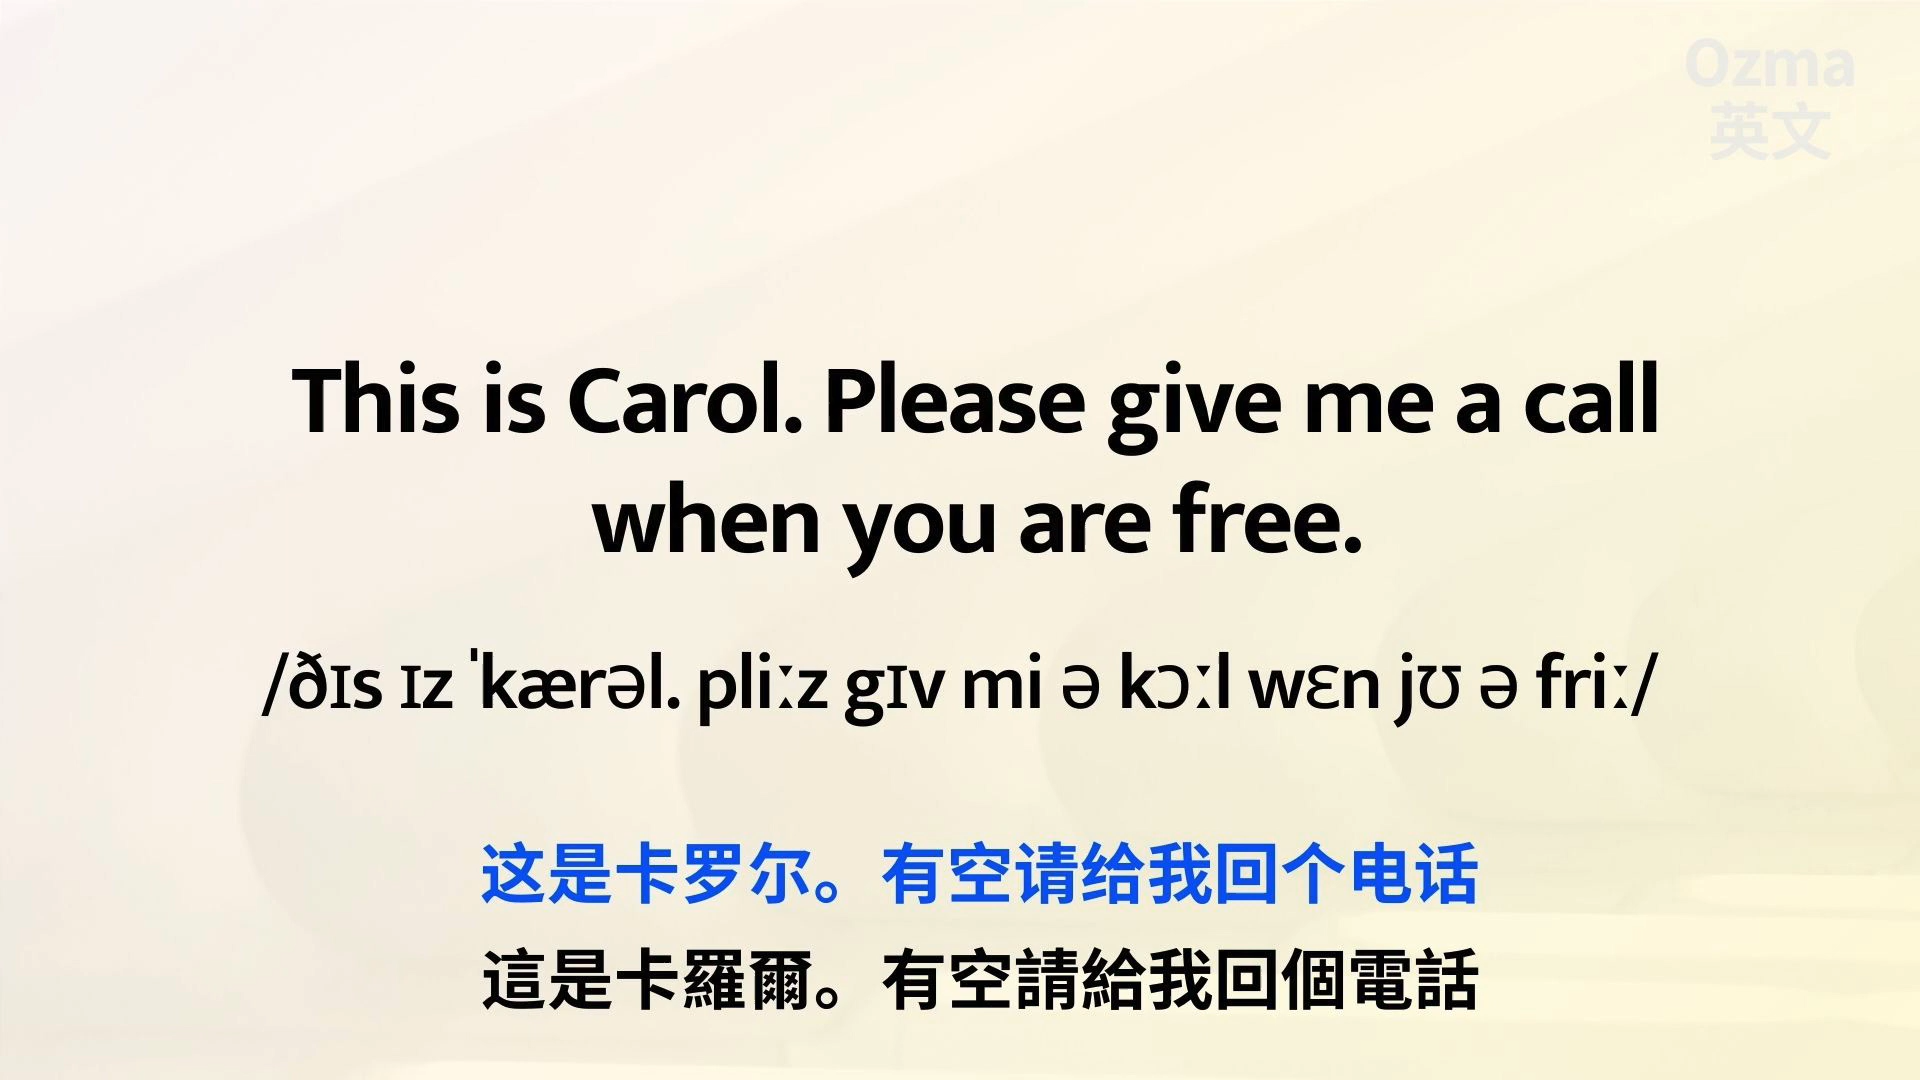 Ozma
英文
This is Carol. Please give me a call
when you are free.
/ðɪs ɪz ˈkærəl. pliːz gɪv mi ə kɔːl wɛn jʊ ə friː/
这是卡罗尔。有空请给我回个电话
這是卡羅爾。有空請給我回個電話